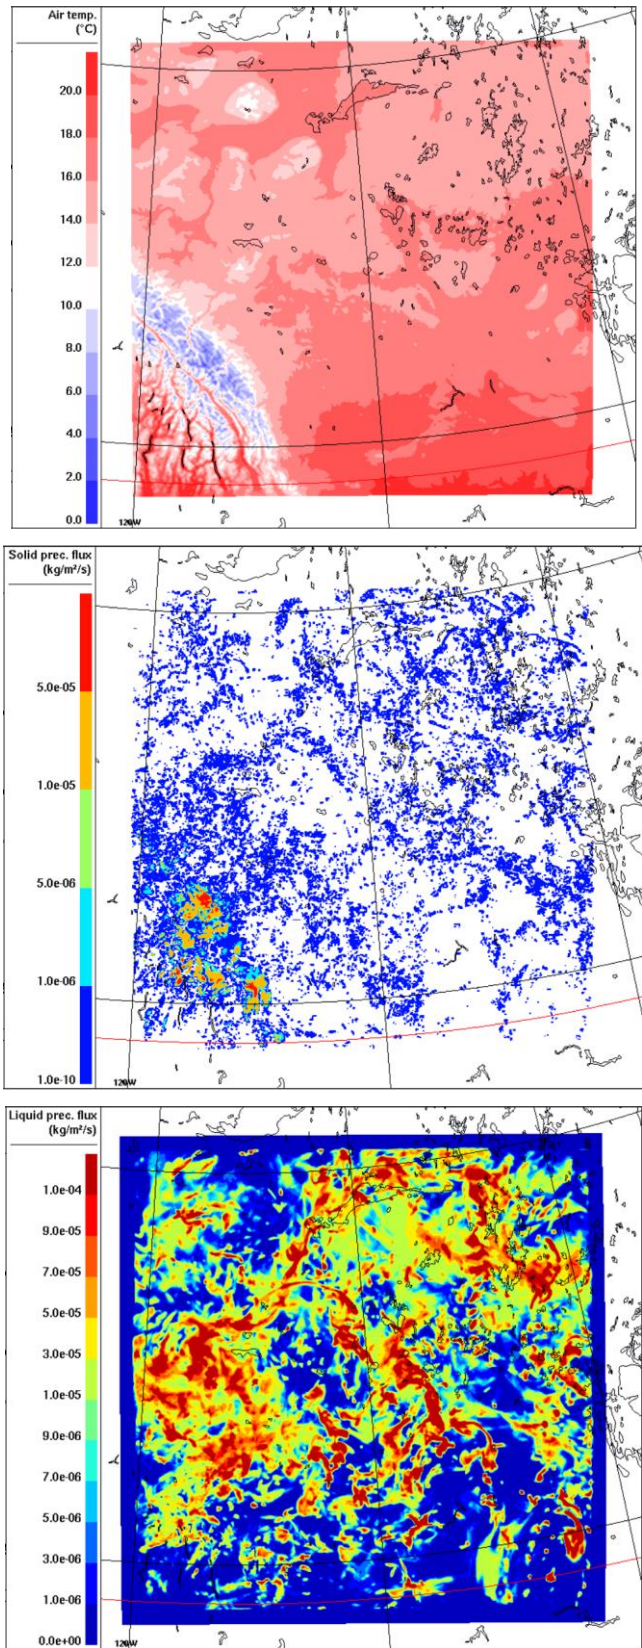 Air temp.
(°C)
20.0
18.0
16.0
14.0
12.0
10.0
8.0
6.0
4.0
2.0
0.0
120W
Solid prec. flux
(kg/m²/s)
5.0e-05
1.0e-05
5.0e-06
1.0e-06
1.0e-10
120W
Liquid prec. flux
(kg/m²/s)
1.0e-04
9.0e-05
7.0e-05
5.0e-05
3.0e-05
1.0e-05
9.0e-06
7.0e-06
5.0e-06
3.0e-06
1.0e-06
0.0e+00
120W